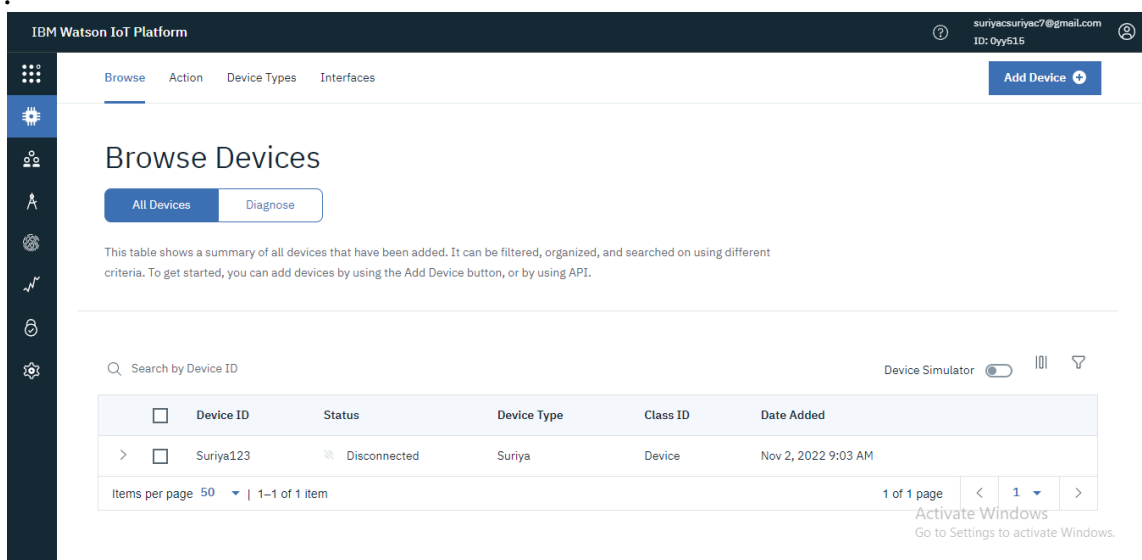 IBM Watson IoT Platform
suriyacsuriyac7@gmail.com
ID: 0yy515
Browse Action Device Types Interfaces
Add Device
Browse Devices
All Devices Diagnose
This table shows a summary of all devices that have been added. It can be filtered, organized, and searched on using different
criteria. To get started, you can add devices by using the Add Device button, or by using API.
Search by Device ID
Device Simulator
Device ID Status Device Type Class ID Date Added
Suriya123 Disconnected Suriya Device Nov 2, 2022 9:03 AM
Items per page 50 | 1–1 of 1 item
1 of 1 page < 1 >
Activate Windows
Go to Settings to activate Windows.